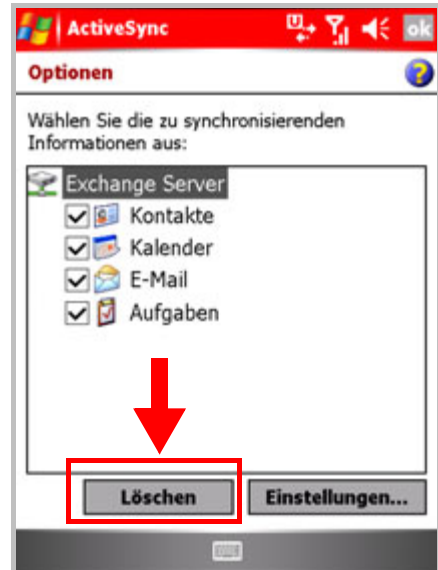 ActiveSync
ok
Optionen
?
Wählen Sie die zu synchronisierenden
Informationen aus:
Exchange Server
Kontakte
Kalender
E-Mail
Aufgaben
Löschen
Einstellungen...